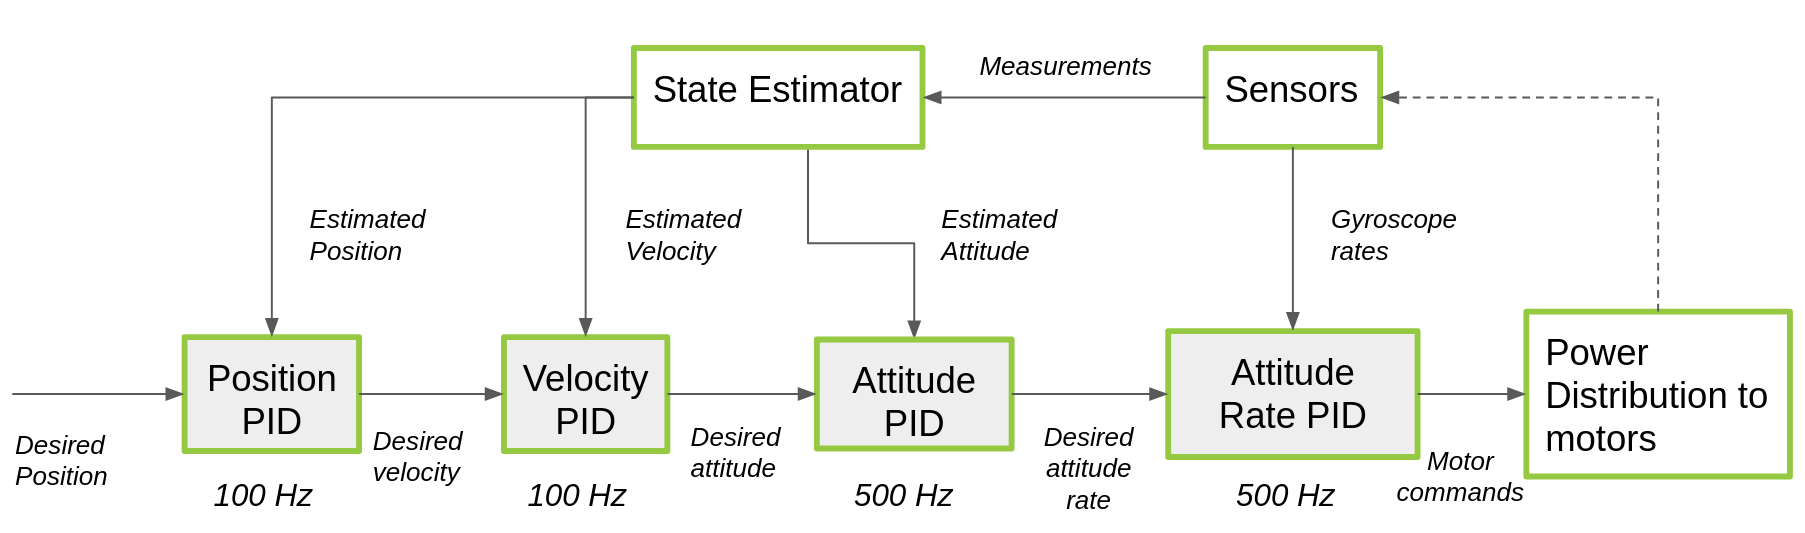 State Estimator
Measurements
Sensors
Estimated
Position
Estimated
Velocity
Estimated
Attitude
Gyroscope
rates
Desired
Position
Position
PID
100 Hz
Desired
velocity
Velocity
PID
100 Hz
Desired
attitude
Attitude
PID
500 Hz
Desired
attitude
rate
Attitude
Rate PID
500 Hz
Motor
commands
Power
Distribution to
motors